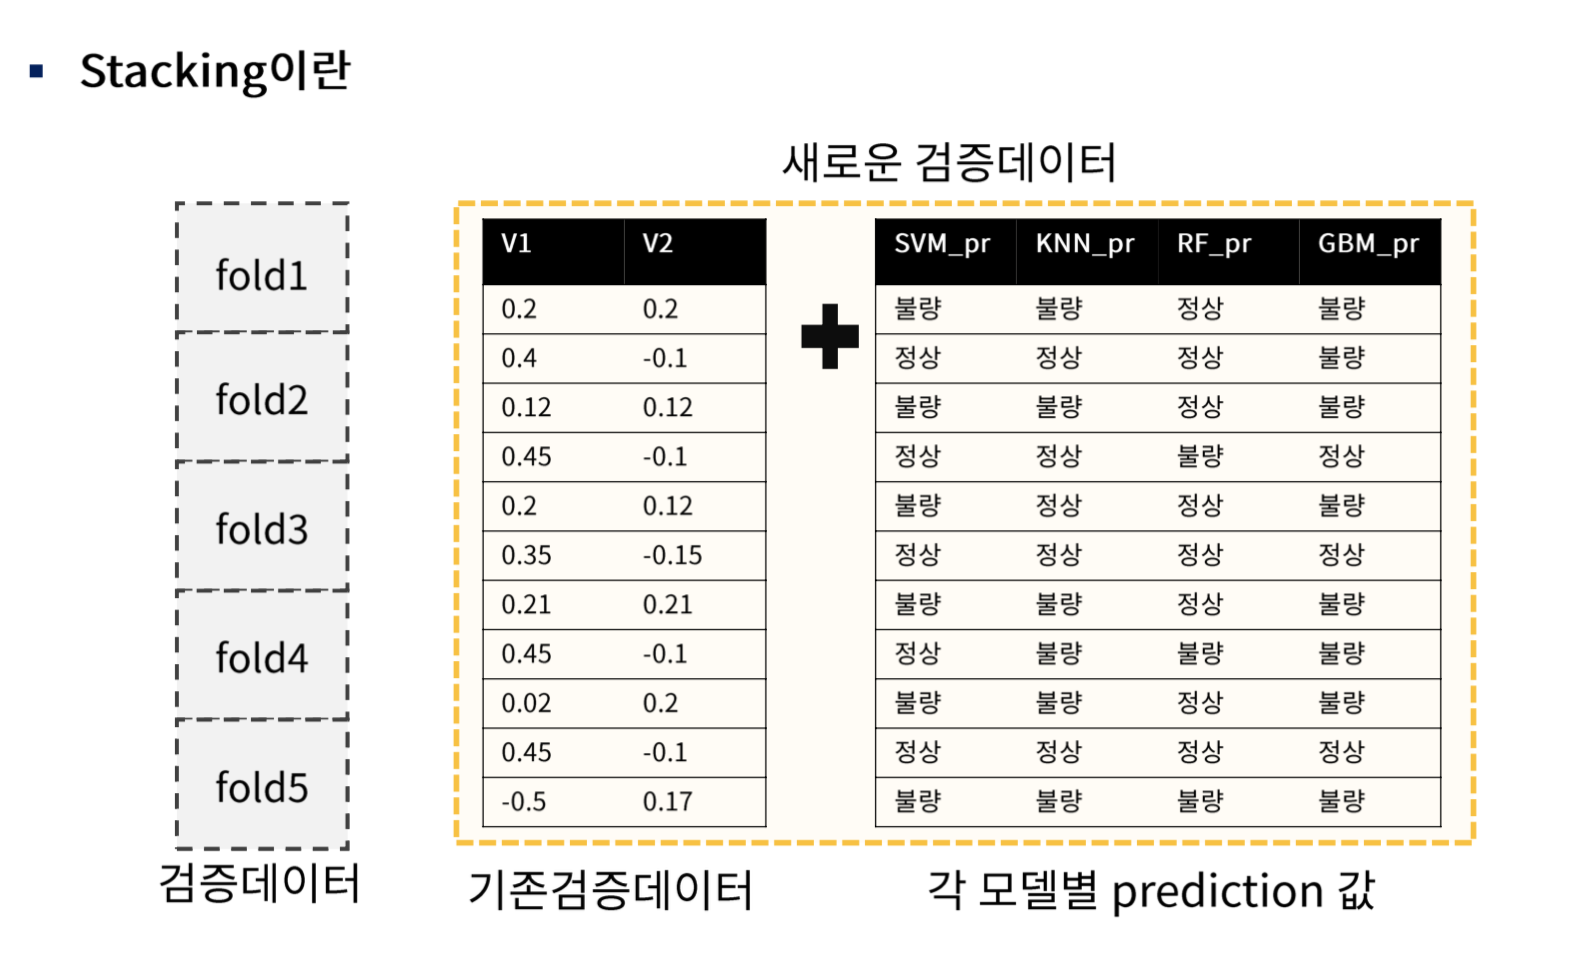 Stacking이란
새로운 검증데이터
fold1
fold2
fold3
fold4
fold5
검증데이터
V1 V2
0.2 0.2
0.4 -0.1
0.12 0.12
0.45 -0.1
0.2 0.12
0.35 -0.15
0.21 0.21
0.45 -0.1
0.02 0.2
0.45 -0.1
-0.5 0.17
기존검증데이터
SVM_pr KNN_pr RF_pr GBM_pr
불량 불량 정상 불량
정상 정상 정상 불량
불량 불량 정상 불량
정상 정상 불량 정상
불량 정상 정상 불량
정상 정상 정상 정상
불량 불량 정상 불량
정상 불량 불량 불량
불량 불량 정상 불량
정상 정상 정상 정상
불량 불량 불량 불량
각 모델별 prediction 값